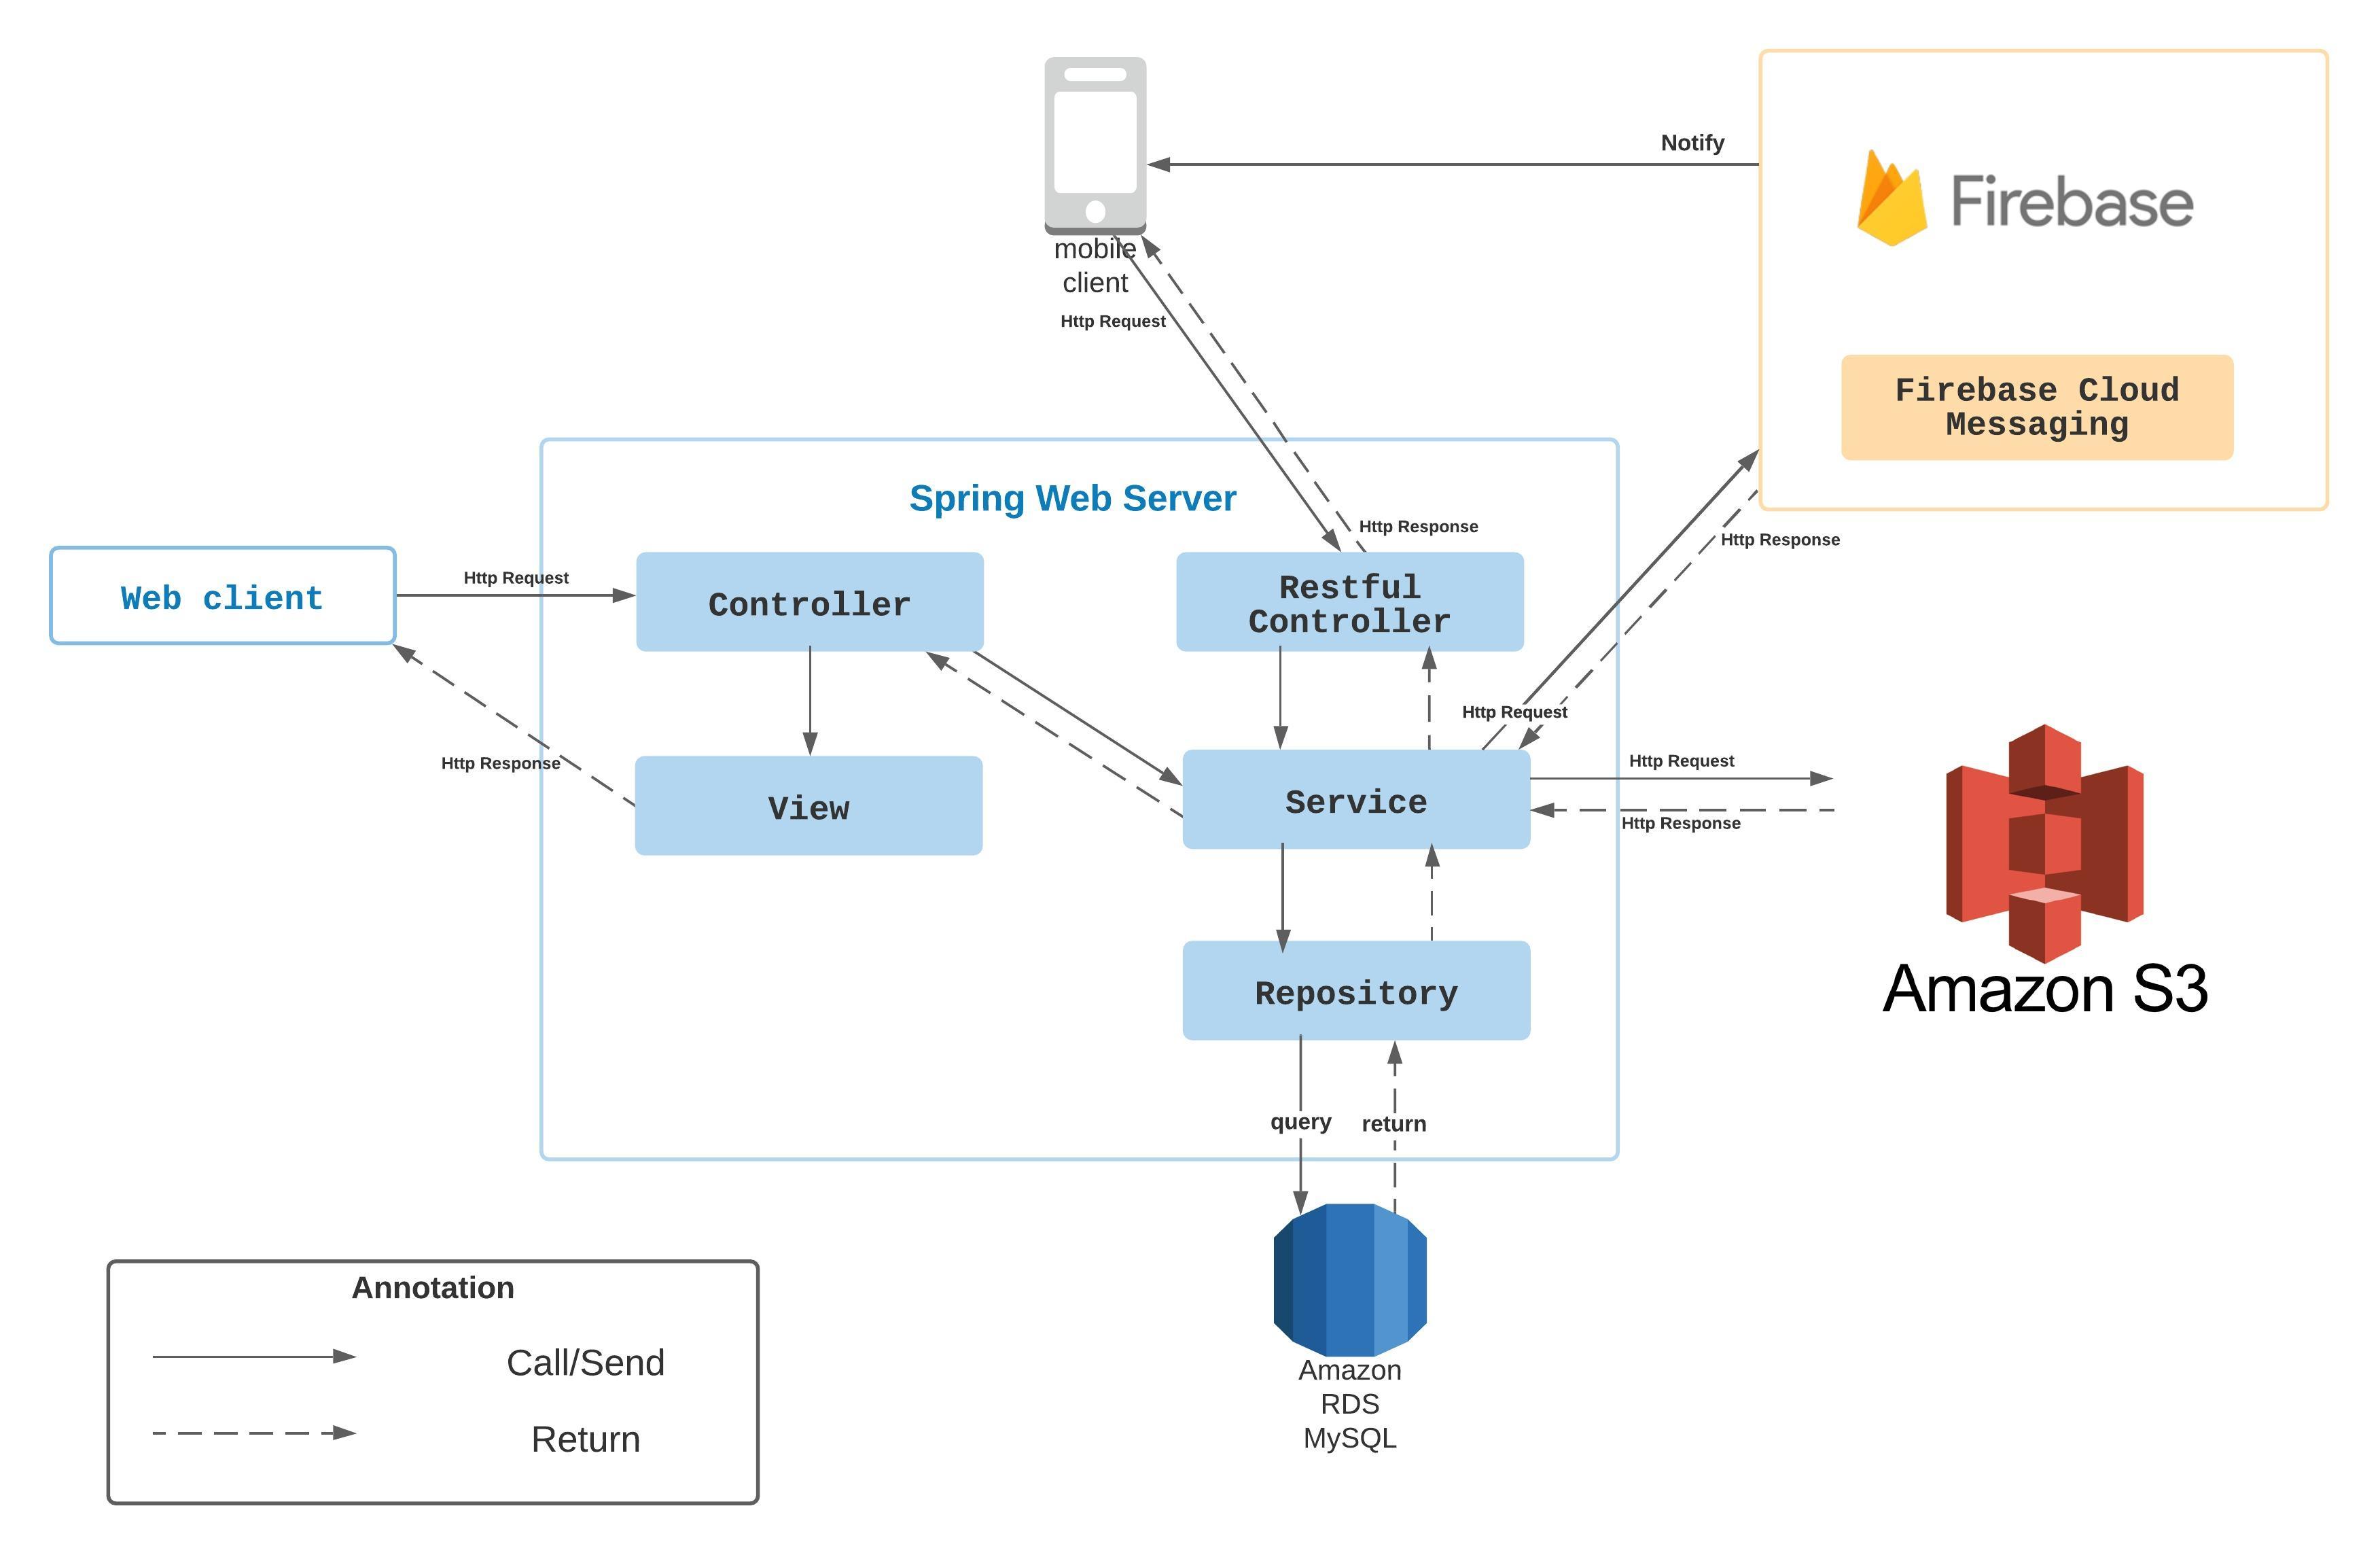 Notify
Firebase
mobile
client
Http Request
Firebase Cloud
Messaging
Spring Web Server
Http Response
Http Response
Web client
Http Request
Controller
Restful
Controller
Http Request
Http Response
View
Service
Http Request
Http Response
Repository
Amazon S3
query
return
Annotation
Call/Send
Return
Amazon
RDS
MySQL